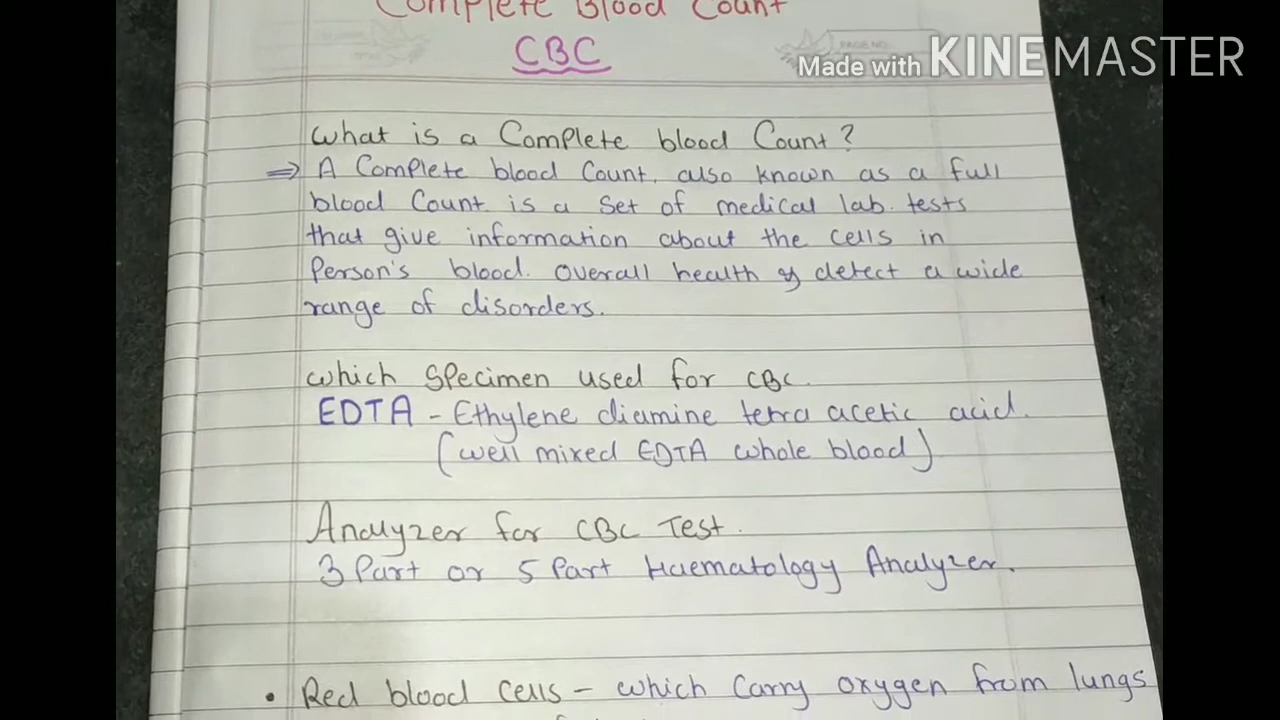 Complete Blood Count
CBC
PAGE NO.
Made with KINEMASTER
What is a Complete blood Count?
⇒ A Complete blood Count, also known as a full
blood Count is a Set of medical lab. tests
that give information about the cells in
Person's blood. overall health & detect a wide
range of disorders.
which Specimen used for CBC.
EDTA - Ethylene diamine tetra acetic acid.
(well mixed EDTA whole blood)
Analyzer for CBC Test.
3 Part or 5 Part Haematology Analyzer.
• Red blood cells - which Carry oxygen from lungs